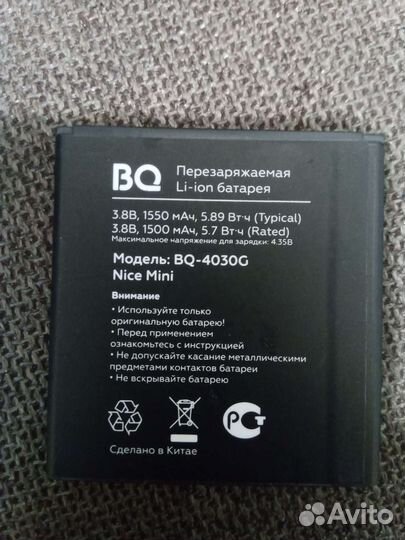 BQ
Перезаряжаемая
Li-ion батарея
3.8В, 1550 мАч, 5.89 Вт·ч (Typical)
3.8В, 1500 мАч, 5.7 Вт·ч (Rated)
Максимальное напряжение для зарядки: 4.35В
Модель: BQ-4030G
Nice Mini
Внимание
• Используйте только
оригинальную батарею!
• Перед применением
ознакомьтесь с инструкцией
• Не допускайте касание металлическими
предметами контактов батареи
• Не вскрывайте батарею
РСТ
Сделано в Китае
Avito